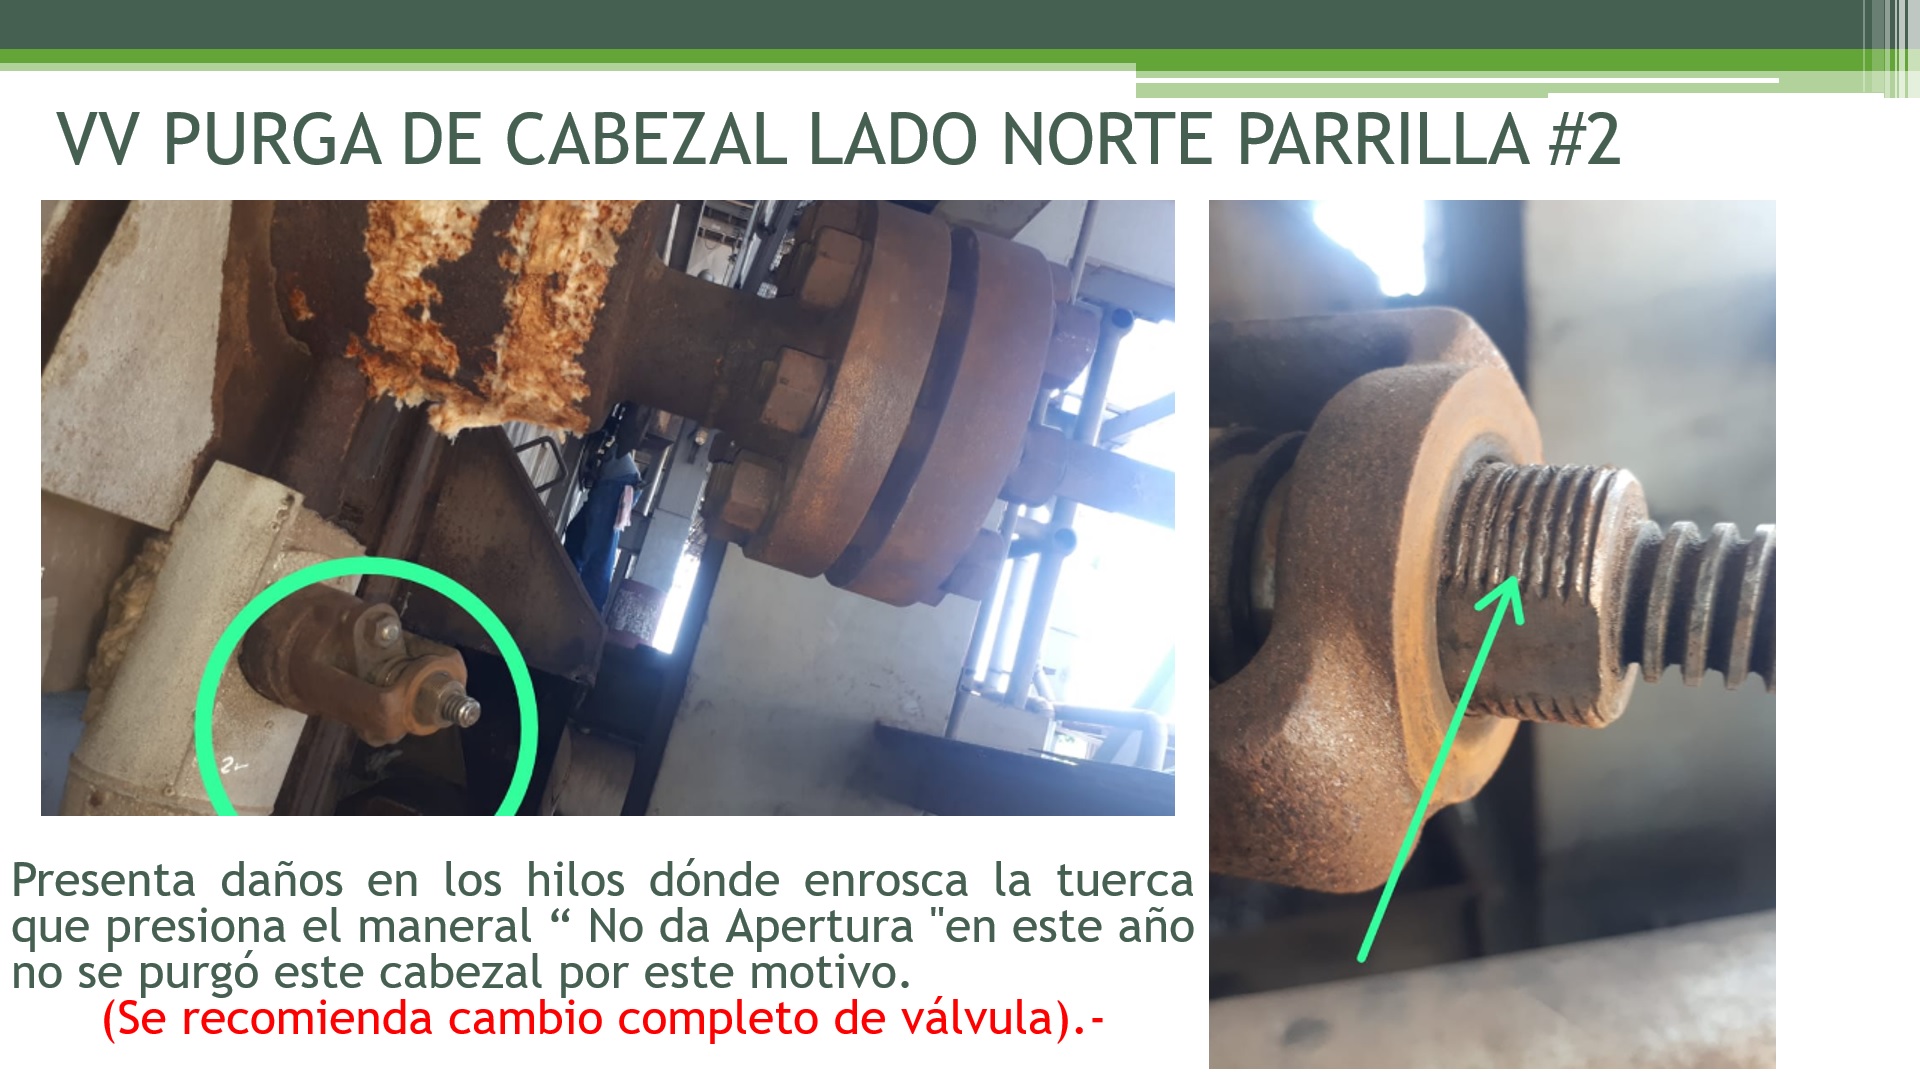 VV PURGA DE CABEZAL LADO NORTE PARRILLA #2
Presenta daños en los hilos dónde enrosca la tuerca
que presiona el maneral “ No da Apertura "en este año
no se purgó este cabezal por este motivo.
(Se recomienda cambio completo de válvula).-